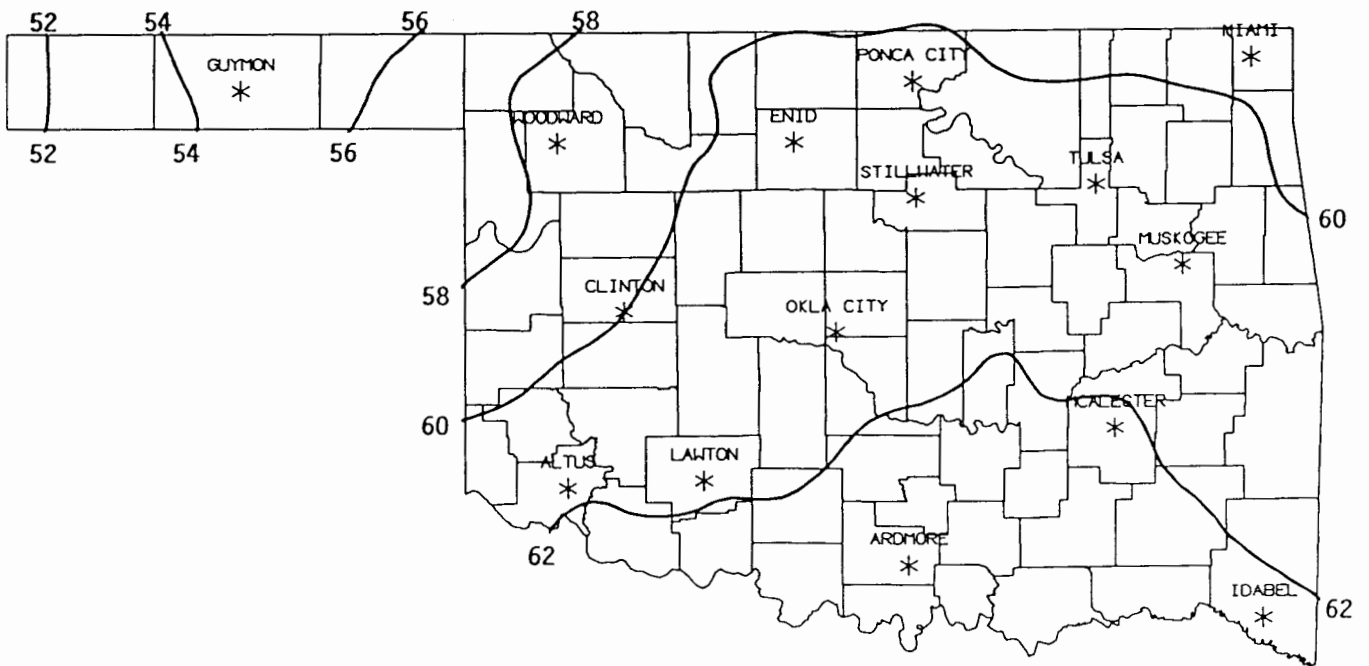 52
54
56
58
MIAMI
GUYMON
PONCA CITY
WOODWARD
ENID
52
54
56
TULSA
STILLWATER
60
MUSKOGEE
58
CLINTON
OKLA CITY
60
MCALESTER
ALTUS
LAWTON
62
ARDMORE
IDABEL
62